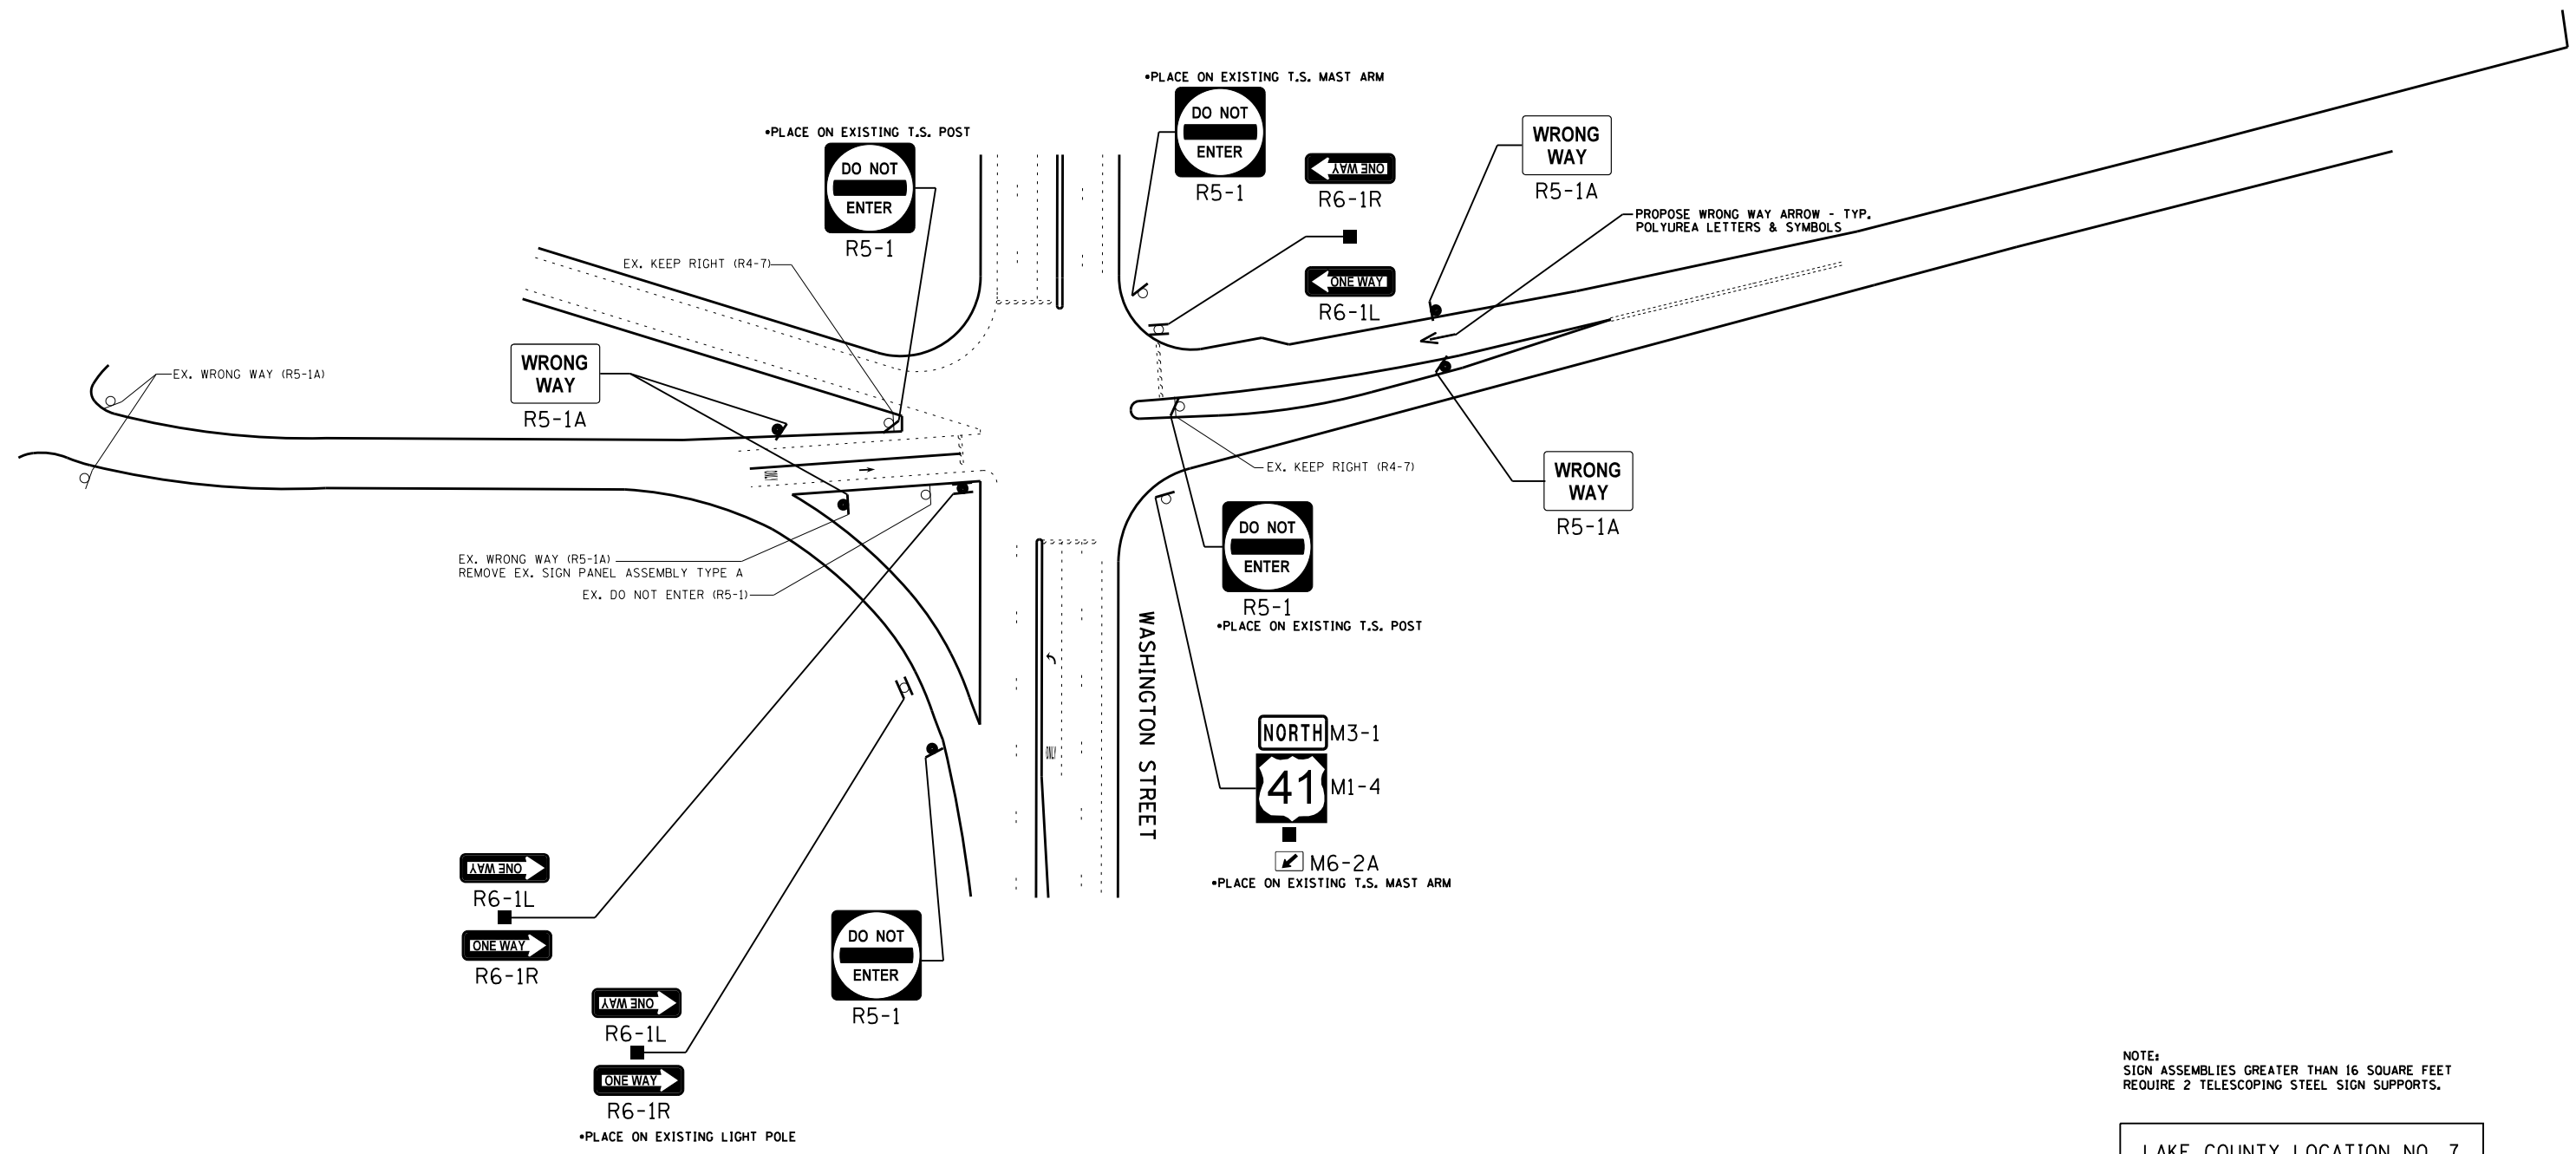 •PLACE ON EXISTING T.S. MAST ARM
DO NOT
ENTER
R5-1
•PLACE ON EXISTING T.S. POST
DO NOT
ENTER
R5-1
ONE WAY
R6-1R
ONE WAY
R6-1L
WRONG
WAY
R5-1A
PROPOSE WRONG WAY ARROW - TYP.
POLYUREA LETTERS & SYMBOLS
EX. KEEP RIGHT (R4-7)
WRONG
WAY
R5-1A
EX. WRONG WAY (R5-1A)
ONLY
EX. KEEP RIGHT (R4-7)
WRONG
WAY
R5-1A
DO NOT
ENTER
R5-1
•PLACE ON EXISTING T.S. POST
EX. WRONG WAY (R5-1A)
REMOVE EX. SIGN PANEL ASSEMBLY TYPE A
EX. DO NOT ENTER (R5-1)
WASHINGTON STREET
ONLY
NORTH M3-1
41 M1-4
M6-2A
•PLACE ON EXISTING T.S. MAST ARM
ONE WAY
R6-1L
ONE WAY
R6-1R
DO NOT
ENTER
R5-1
ONE WAY
R6-1L
ONE WAY
R6-1R
•PLACE ON EXISTING LIGHT POLE
NOTE:
SIGN ASSEMBLIES GREATER THAN 16 SQUARE FEET
REQUIRE 2 TELESCOPING STEEL SIGN SUPPORTS.
LAKE COUNTY LOCATION NO. 7